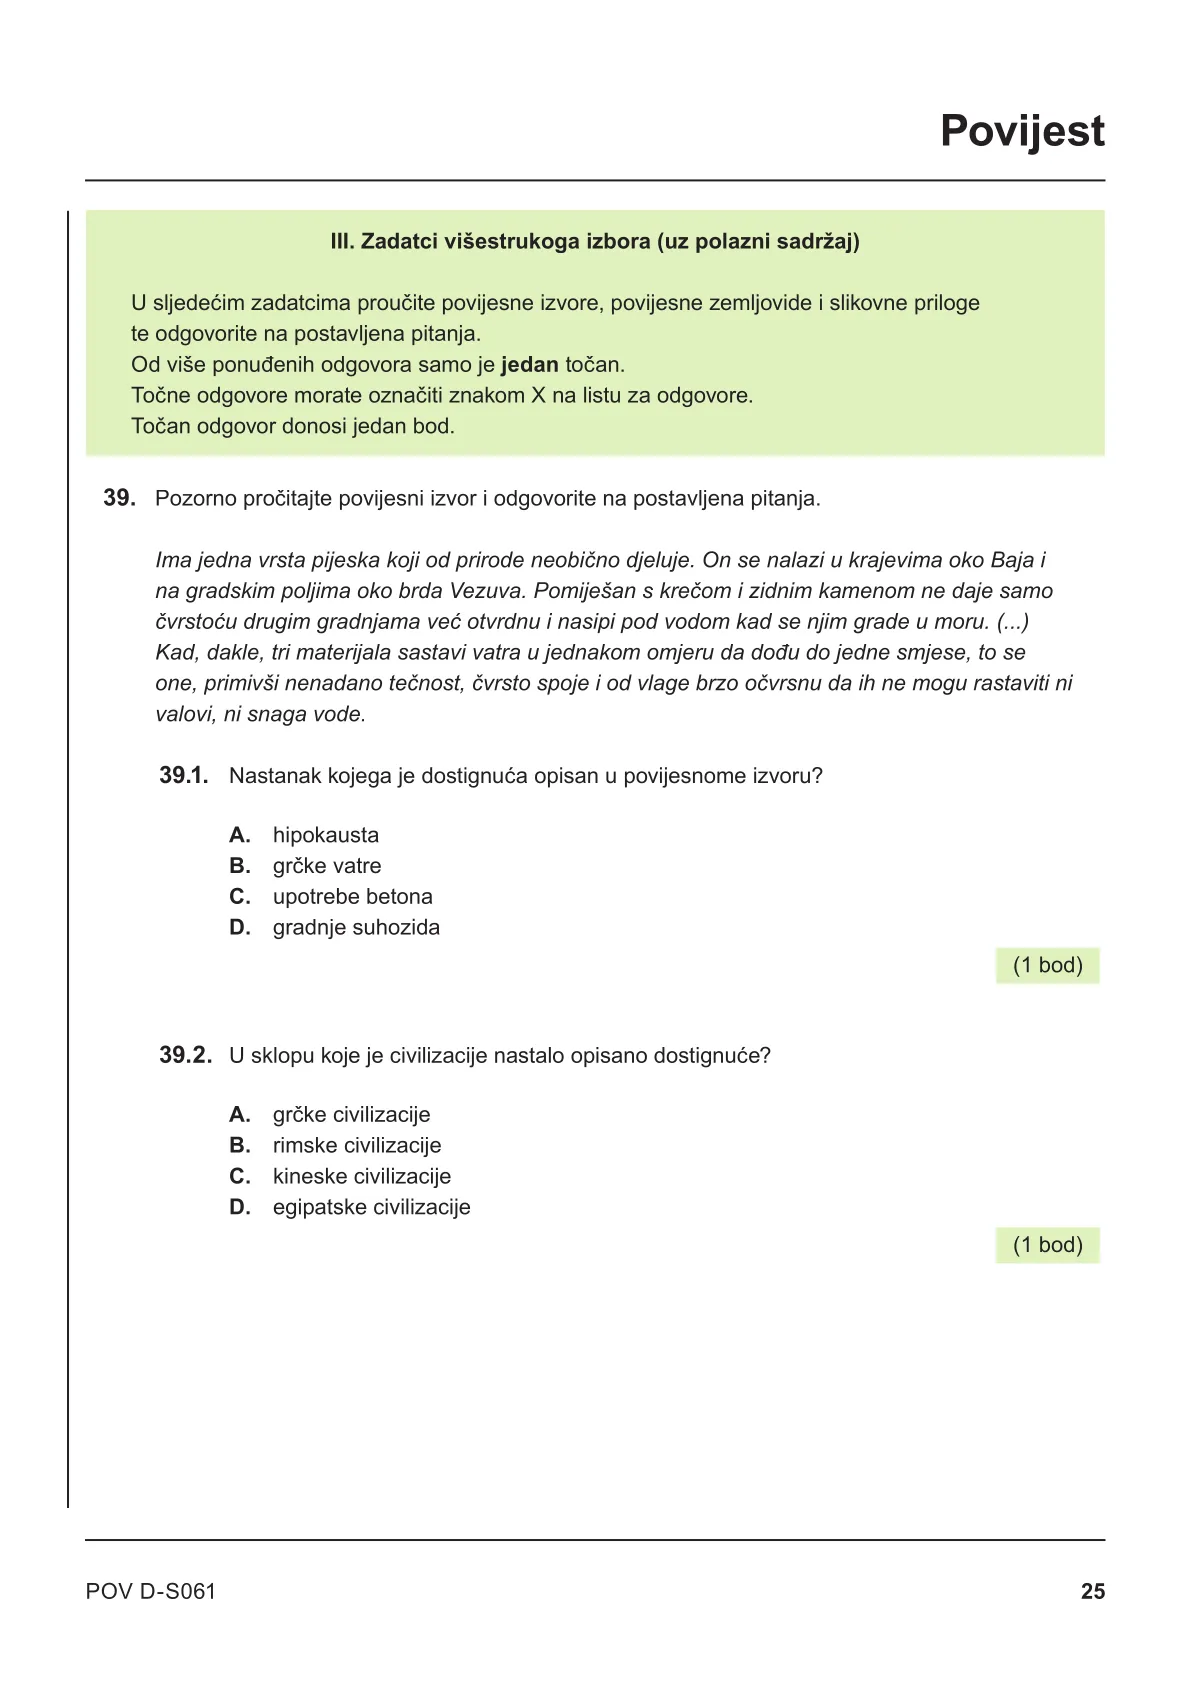 Povijest
III. Zadatci višestrukoga izbora (uz polazni sadržaj)
U sljedećim zadatcima proučite povijesne izvore, povijesne zemljovide i slikovne priloge
te odgovorite na postavljena pitanja.
Od više ponuđenih odgovora samo je jedan točan.
Točne odgovore morate označiti znakom X na listu za odgovore.
Točan odgovor donosi jedan bod.
39. Pozorno pročitajte povijesni izvor i odgovorite na postavljena pitanja.
Ima jedna vrsta pijeska koji od prirode neobično djeluje. On se nalazi u krajevima oko Baja i
na gradskim poljima oko brda Vezuva. Pomiješan s krečom i zidnim kamenom ne daje samo
čvrstoću drugim gradnjama već otvrdnu i nasipi pod vodom kad se njim grade u moru. (...)
Kad, dakle, tri materijala sastavi vatra u jednakom omjeru da dođu do jedne smjese, to se
one, primivši nenadano tečnost, čvrsto spoje i od vlage brzo očvrsnu da ih ne mogu rastaviti ni
valovi, ni snaga vode.
39.1. Nastanak kojega je dostignuća opisan u povijesnome izvoru?
A. hipokausta
B. grčke vatre
C. upotrebe betona
D. gradnje suhozida
(1 bod)
39.2. U sklopu koje je civilizacije nastalo opisano dostignuće?
A. grčke civilizacije
B. rimske civilizacije
C. kineske civilizacije
D. egipatske civilizacije
(1 bod)
POV D-S061
25